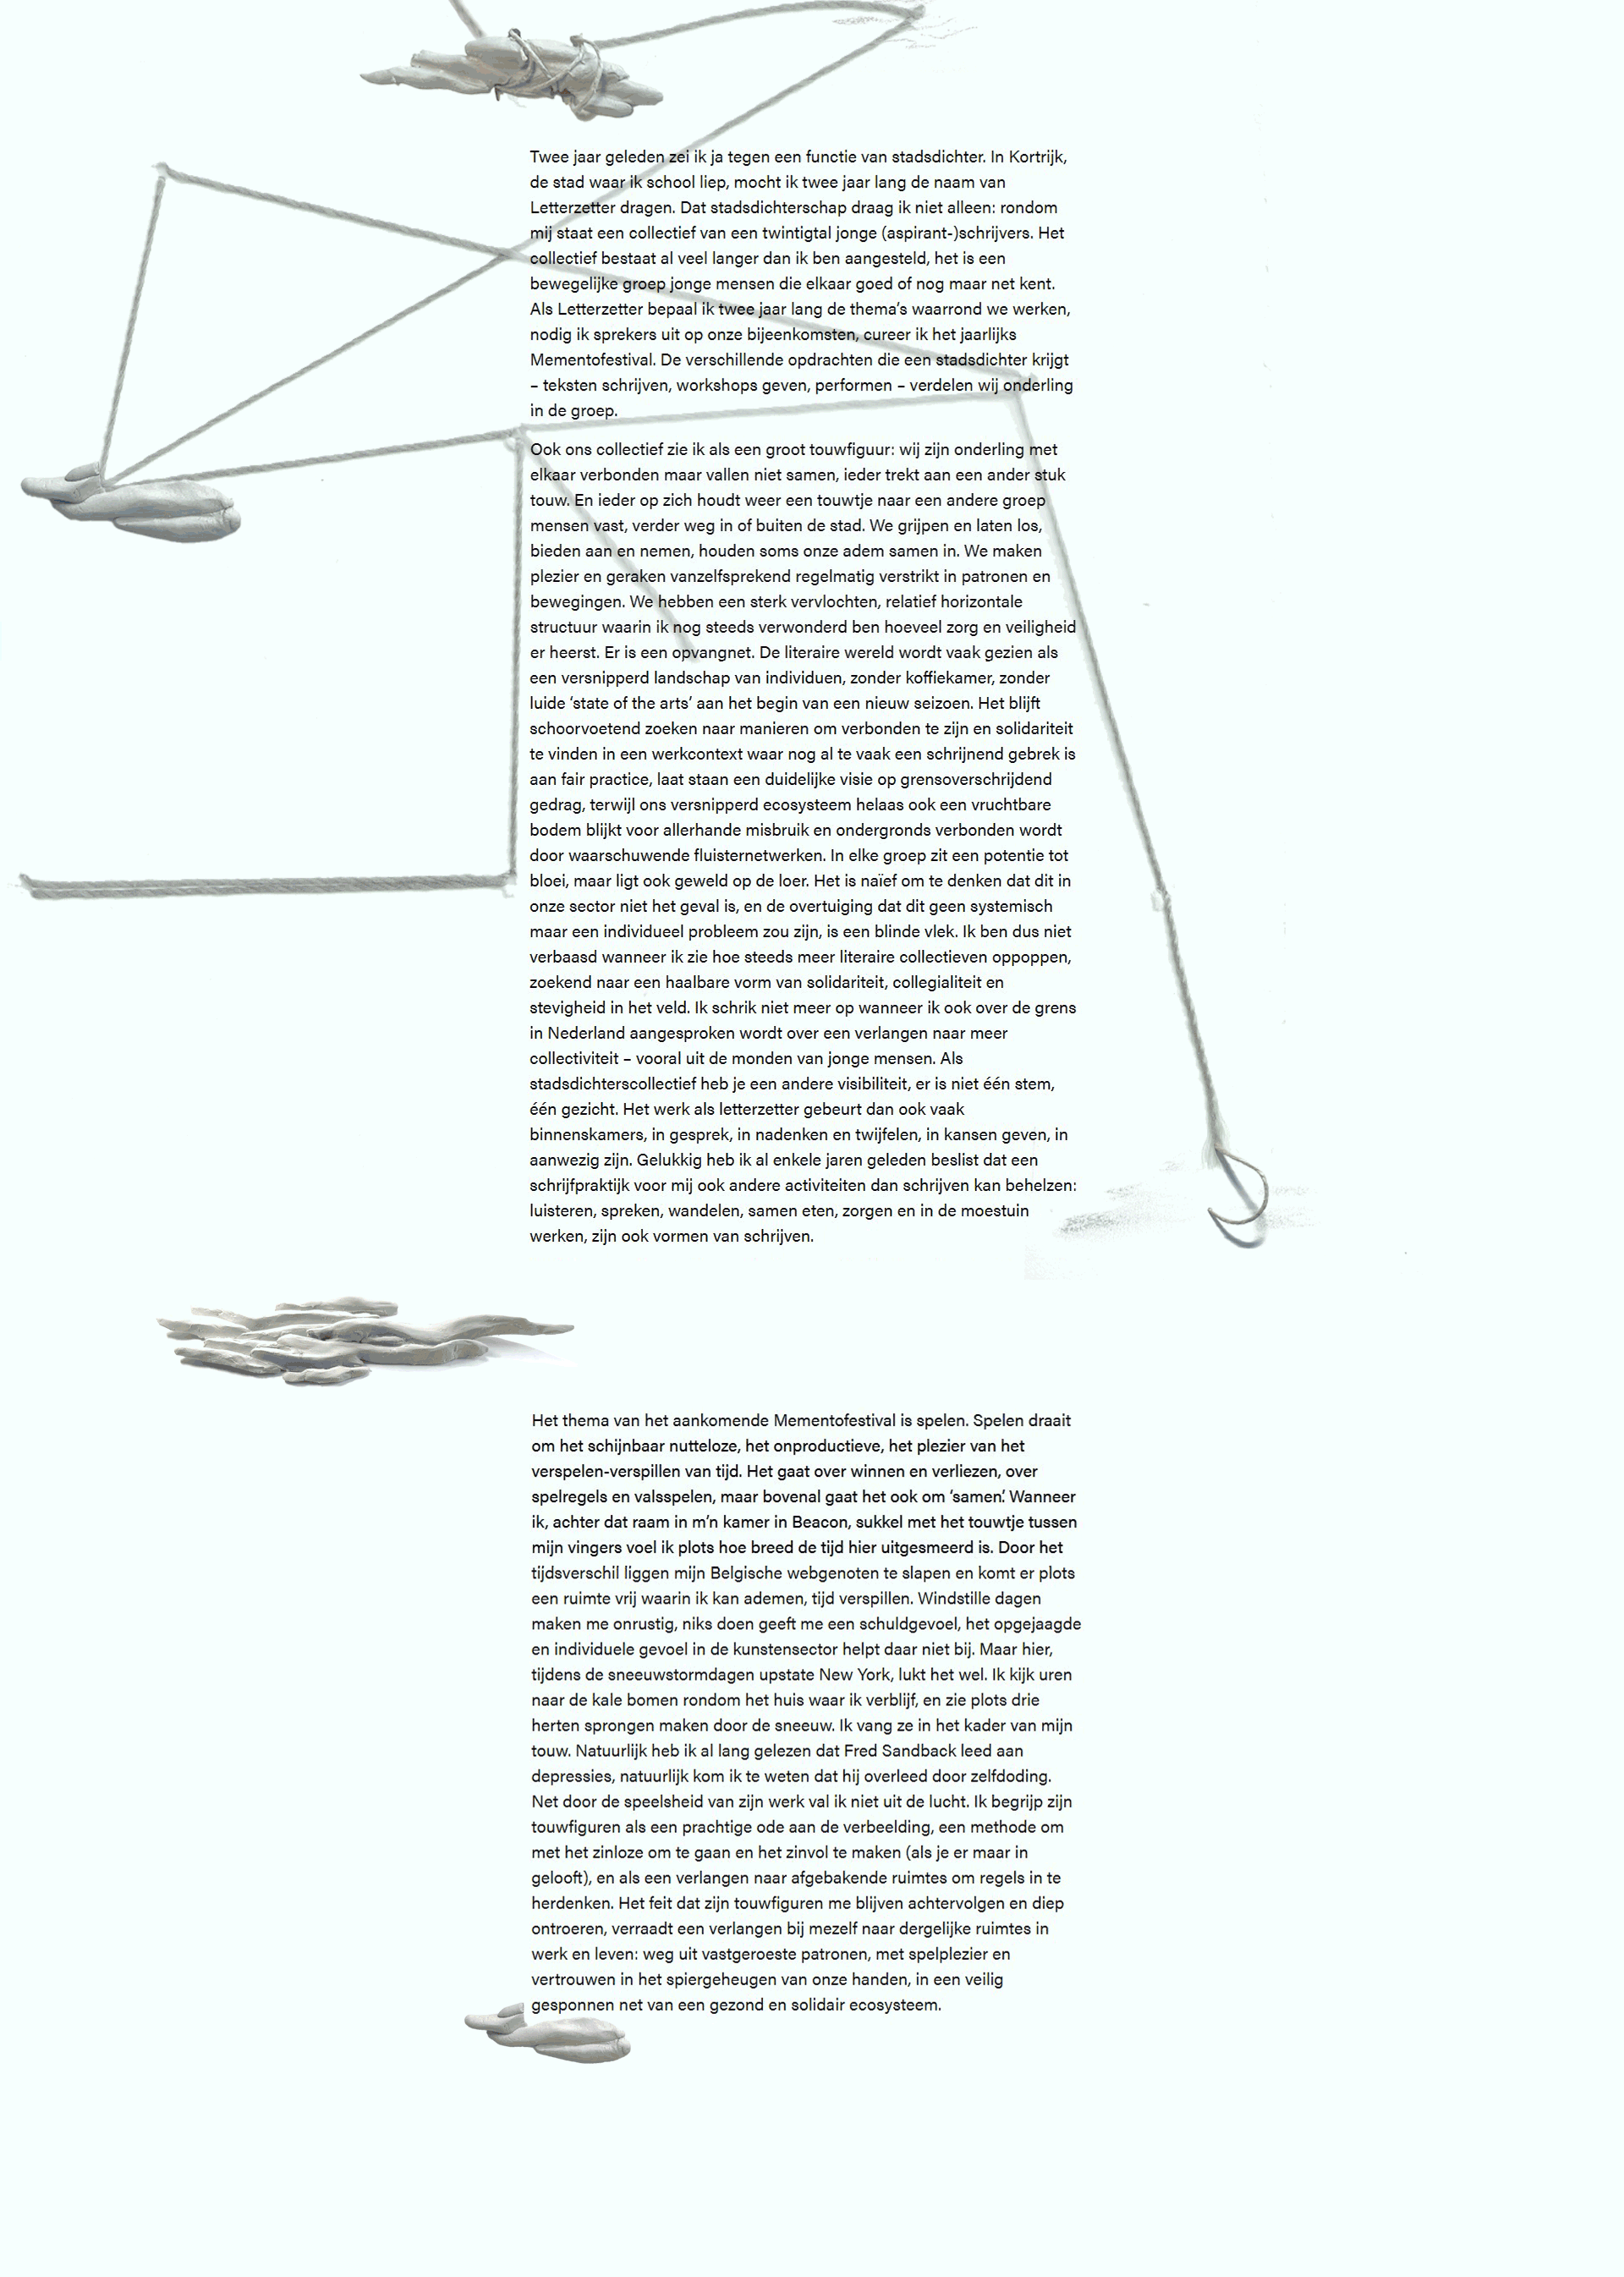 Twee jaar geleden zei ik ja tegen een functie van stadsdichter. In Kortrijk,
de stad waar ik school liep, mocht ik twee jaar lang de naam van
Letterzetter dragen. Dat stadsdichterschap draag ik niet alleen: rondom
mij staat een collectief van een twintigtal jonge (aspirant-)schrijvers. Het
collectief bestaat al veel langer dan ik ben aangesteld, het is een
bewegelijke groep jonge mensen die elkaar goed of nog maar net kent.
Als Letterzetter bepaal ik twee jaar lang de thema’s waarrond we werken,
nodig ik sprekers uit op onze bijeenkomsten, cureer ik het jaarlijks
Mementofestival. De verschillende opdrachten die een stadsdichter krijgt
– teksten schrijven, workshops geven, performen – verdelen wij onderling
in de groep.
Ook ons collectief zie ik als een groot touwfiguur: wij zijn onderling met
elkaar verbonden maar vallen niet samen, ieder trekt aan een ander stuk
touw. En ieder op zich houdt weer een touwtje naar een andere groep
mensen vast, verder weg in of buiten de stad. We grijpen en laten los,
bieden aan en nemen, houden soms onze adem samen in. We maken
plezier en geraken vanzelfsprekend regelmatig verstrikt in patronen en
bewegingen. We hebben een sterk vervlochten, relatief horizontale
structuur waarin ik nog steeds verwonderd ben hoeveel zorg en veiligheid
er heerst. Er is een opvangnet. De literaire wereld wordt vaak gezien als
een versnipperd landschap van individuen, zonder koffiekamer, zonder
luide ‘state of the arts’ aan het begin van een nieuw seizoen. Het blijft
schoorvoetend zoeken naar manieren om verbonden te zijn en solidariteit
te vinden in een werkcontext waar nog al te vaak een schrijnend gebrek is
aan fair practice, laat staan een duidelijke visie op grensoverschrijdend
gedrag, terwijl ons versnipperd ecosysteem helaas ook een vruchtbare
bodem blijkt voor allerhande misbruik en ondergronds verbonden wordt
door waarschuwende fluisternetwerken. In elke groep zit een potentie tot
bloei, maar ligt ook geweld op de loer. Het is naïef om te denken dat dit in
onze sector niet het geval is, en de overtuiging dat dit geen systemisch
maar een individueel probleem zou zijn, is een blinde vlek. Ik ben dus niet
verbaasd wanneer ik zie hoe steeds meer literaire collectieven oppoppen,
zoekend naar een haalbare vorm van solidariteit, collegialiteit en
stevigheid in het veld. Ik schrik niet meer op wanneer ik ook over de grens
in Nederland aangesproken wordt over een verlangen naar meer
collectiviteit – vooral uit de monden van jonge mensen. Als
stadsdichterscollectief heb je een andere visibiliteit, er is niet één stem,
één gezicht. Het werk als letterzetter gebeurt dan ook vaak
binnenskamers, in gesprek, in nadenken en twijfelen, in kansen geven, in
aanwezig zijn. Gelukkig heb ik al enkele jaren geleden beslist dat een
schrijfpraktijk voor mij ook andere activiteiten dan schrijven kan behelzen:
luisteren, spreken, wandelen, samen eten, zorgen en in de moestuin
werken, zijn ook vormen van schrijven.
Het thema van het aankomende Mementofestival is spelen. Spelen draait
om het schijnbaar nutteloze, het onproductieve, het plezier van het
verspelen-verspillen van tijd. Het gaat over winnen en verliezen, over
spelregels en valsspelen, maar bovenal gaat het ook om ‘samen’. Wanneer
ik, achter dat raam in m’n kamer in Beacon, sukkel met het touwtje tussen
mijn vingers voel ik plots hoe breed de tijd hier uitgesmeerd is. Door het
tijdsverschil liggen mijn Belgische webgenoten te slapen en komt er plots
een ruimte vrij waarin ik kan ademen, tijd verspillen. Windstille dagen
maken me onrustig, niks doen geeft me een schuldgevoel, het opgejaagde
en individuele gevoel in de kunstensector helpt daar niet bij. Maar hier,
tijdens de sneeuwstormdagen upstate New York, lukt het wel. Ik kijk uren
naar de kale bomen rondom het huis waar ik verblijf, en zie plots drie
herten sprongen maken door de sneeuw. Ik vang ze in het kader van mijn
touw. Natuurlijk heb ik al lang gelezen dat Fred Sandback leed aan
depressies, natuurlijk kom ik te weten dat hij overleed door zelfdoding.
Net door de speelsheid van zijn werk val ik niet uit de lucht. Ik begrijp zijn
touwfiguren als een prachtige ode aan de verbeelding, een methode om
met het zinloze om te gaan en het zinvol te maken (als je er maar in
gelooft), en als een verlangen naar afgebakende ruimtes om regels in te
herdenken. Het feit dat zijn touwfiguren me blijven achtervolgen en diep
ontroeren, verraadt een verlangen bij mezelf naar dergelijke ruimtes in
werk en leven: weg uit vastgeroeste patronen, met spelplezier en
vertrouwen in het spiergeheugen van onze handen, in een veilig
gesponnen net van een gezond en solidair ecosysteem.